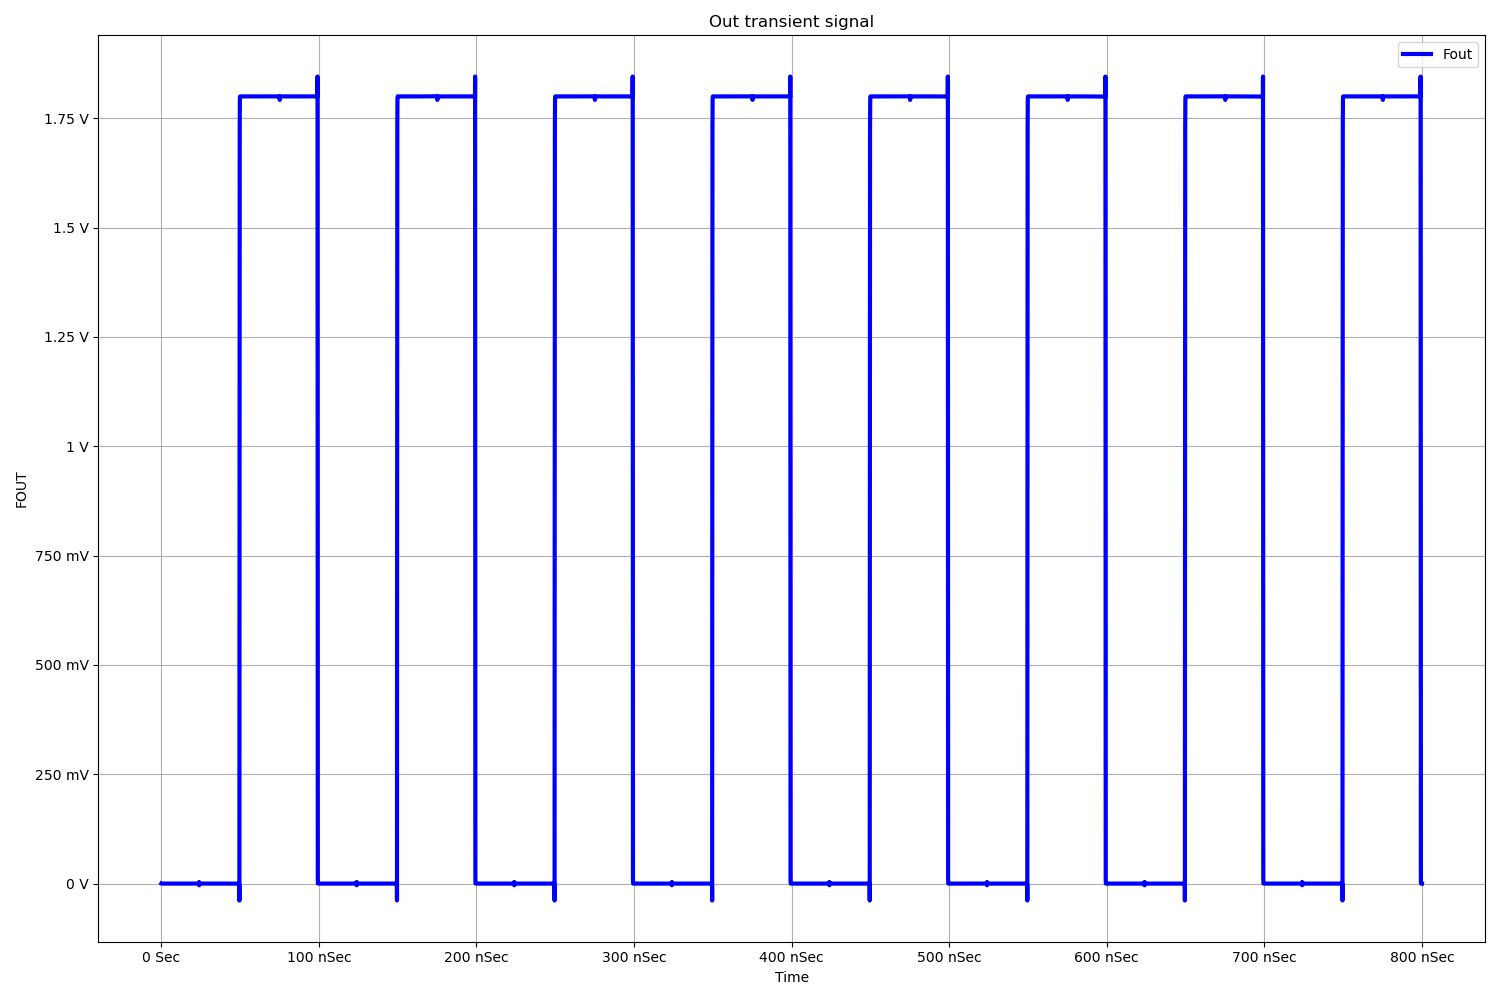 Out transient signal
Fout
1.75 V
1.5 V
1.25 V
1 V
750 mV
500 mV
250 mV
0 V
FOUT
0 Sec
100 nSec
200 nSec
300 nSec
400 nSec
500 nSec
600 nSec
700 nSec
800 nSec
Time